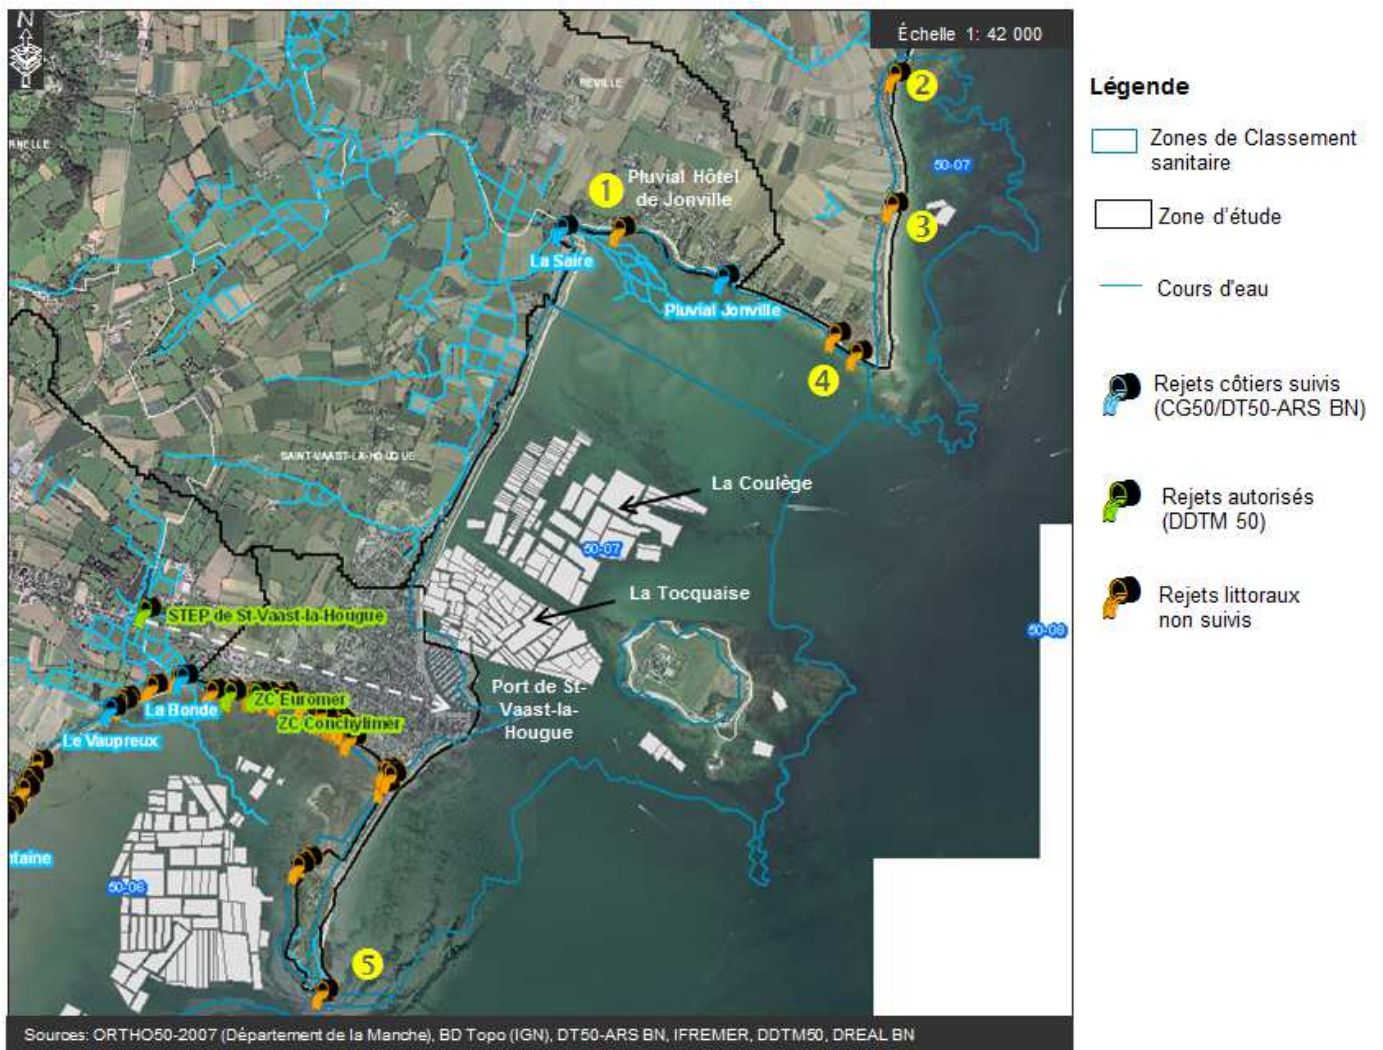 N
Échelle 1: 42 000
REVILLE
2
50-07
1
Pluvial Hôtel
de Jonville
3
La Saire
Pluvial Jonville
4
SAINT-VAAST-LA-HOUGUE
La Coulège
50-07
La Tocquaise
STEP de St-Vaast-la-Hougue
50-08
Port de St-
Vaast-la-
Hougue
ZC Euromer
La Bonde
ZC Conchylimer
Le Vaupreux
ntaine
50-06
5
Sources: ORTHO50-2007 (Département de la Manche), BD Topo (IGN), DT50-ARS BN, IFREMER, DDTM50, DREAL BN
Légende
Zones de Classement
sanitaire
Zone d'étude
Cours d'eau
Rejets côtiers suivis
(CG50/DT50-ARS BN)
Rejets autorisés
(DDTM 50)
Rejets littoraux
non suivis